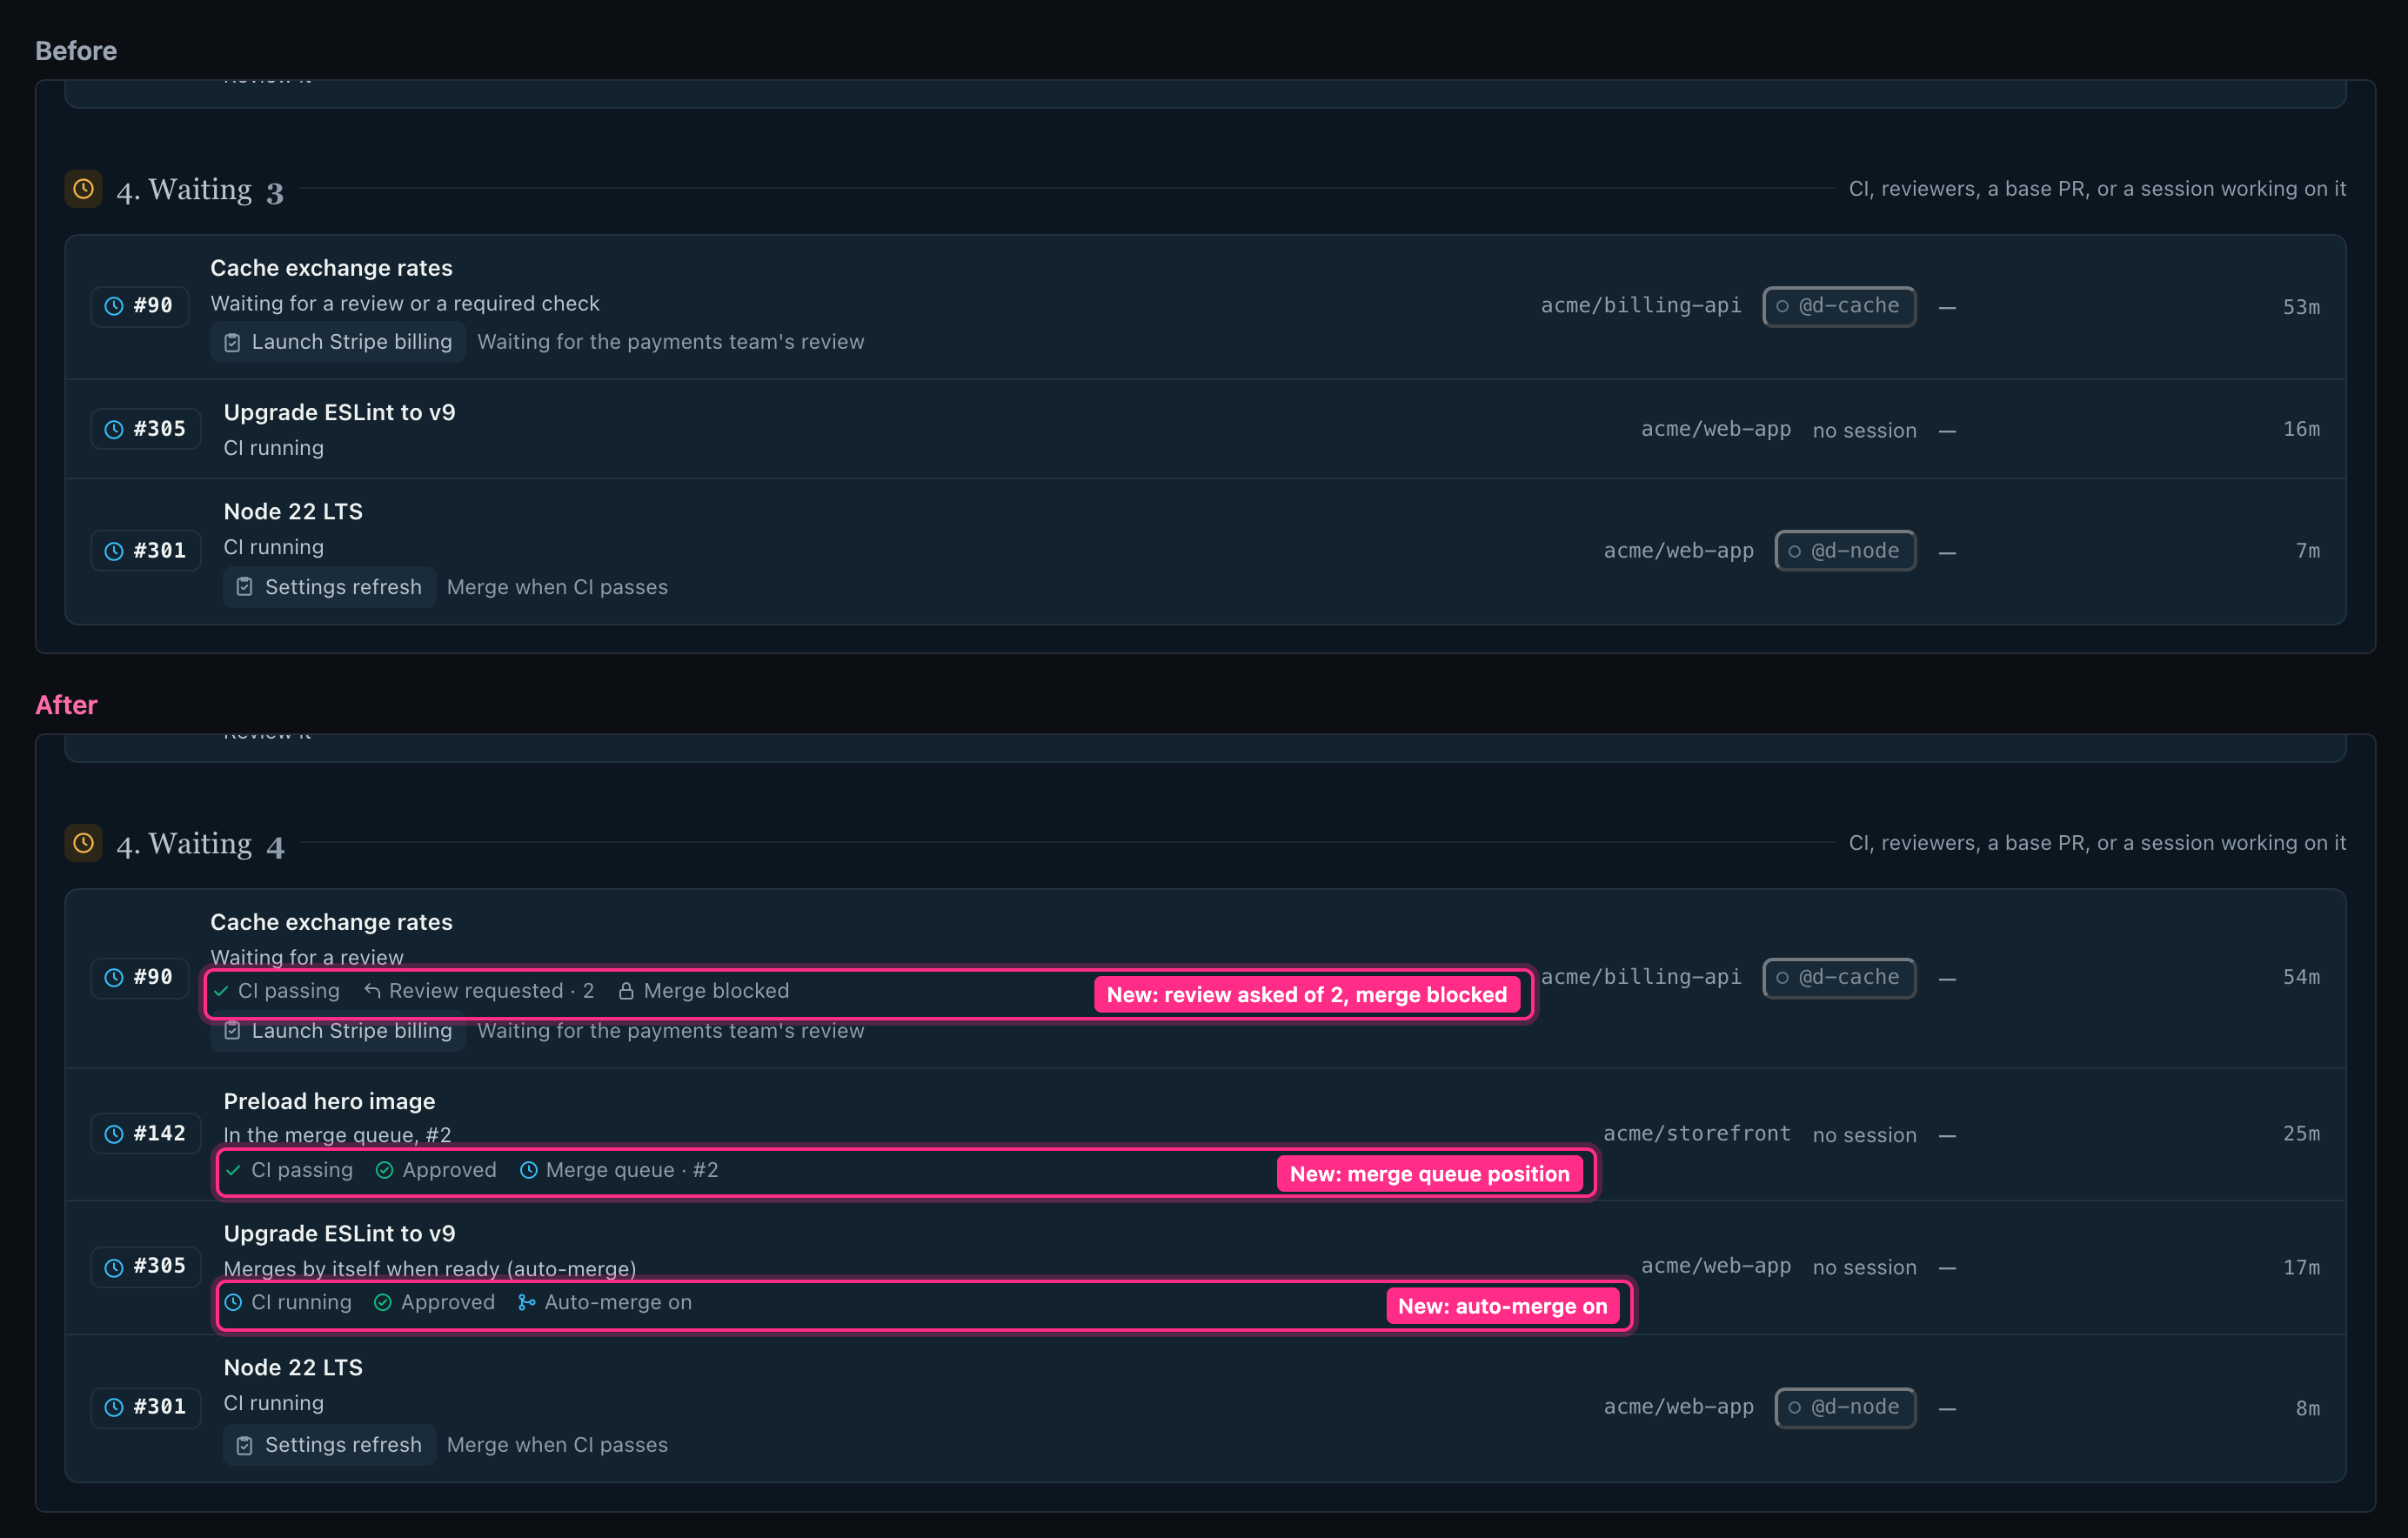 Before
4. Waiting 3
CI, reviewers, a base PR, or a session working on it
Cache exchange rates
#90
Waiting for a review or a required check
acme/billing-api
@d-cache
—
53m
Launch Stripe billing
Waiting for the payments team's review
Upgrade ESLint to v9
#305
CI running
acme/web-app
no session
—
16m
Node 22 LTS
#301
CI running
acme/web-app
@d-node
—
7m
Settings refresh
Merge when CI passes
After
Review it
4. Waiting 4
CI, reviewers, a base PR, or a session working on it
Cache exchange rates
#90
Waiting for a review
acme/billing-api
@d-cache
—
54m
CI passing
Review requested · 2
Merge blocked
New: review asked of 2, merge blocked
Launch Stripe billing
Waiting for the payments team's review
Preload hero image
#142
In the merge queue, #2
acme/storefront
no session
—
25m
CI passing
Approved
Merge queue · #2
New: merge queue position
Upgrade ESLint to v9
#305
Merges by itself when ready (auto-merge)
acme/web-app
no session
—
17m
CI running
Approved
Auto-merge on
New: auto-merge on
Node 22 LTS
#301
CI running
acme/web-app
@d-node
—
8m
Settings refresh
Merge when CI passes